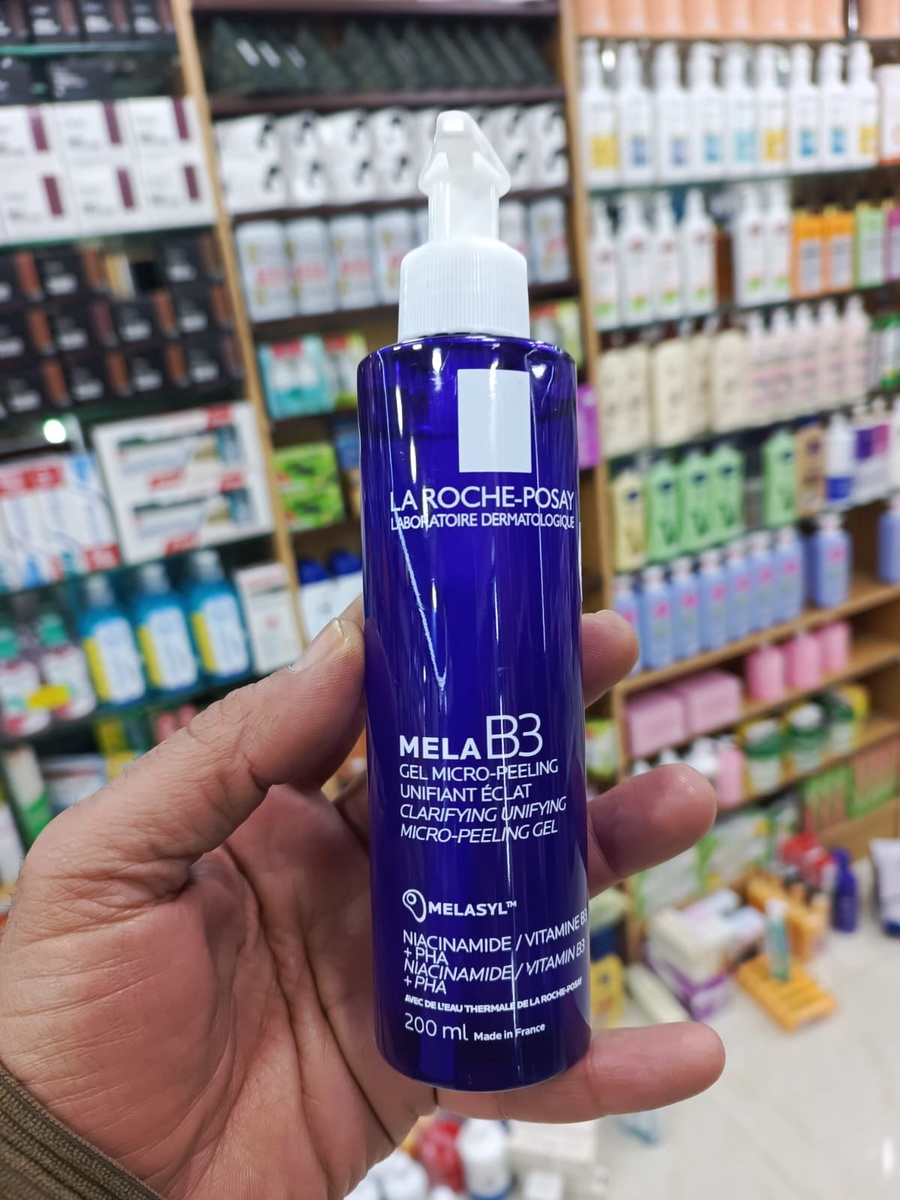 LA ROCHE-POSAY
LABORATOIRE DERMATOLOGIQUE
MELA B3
GEL MICRO-PEELING
UNIFIANT ÉCLAT
CLARIFYING UNIFYING
MICRO-PEELING GEL
MELASYL™
NIACINAMIDE / VITAMINE B3
+ PHA
NIACINAMIDE / VITAMIN B3
+ PHA
AVEC DE L'EAU THERMALE DE LA ROCHE-POSAY
200 ml Made in France